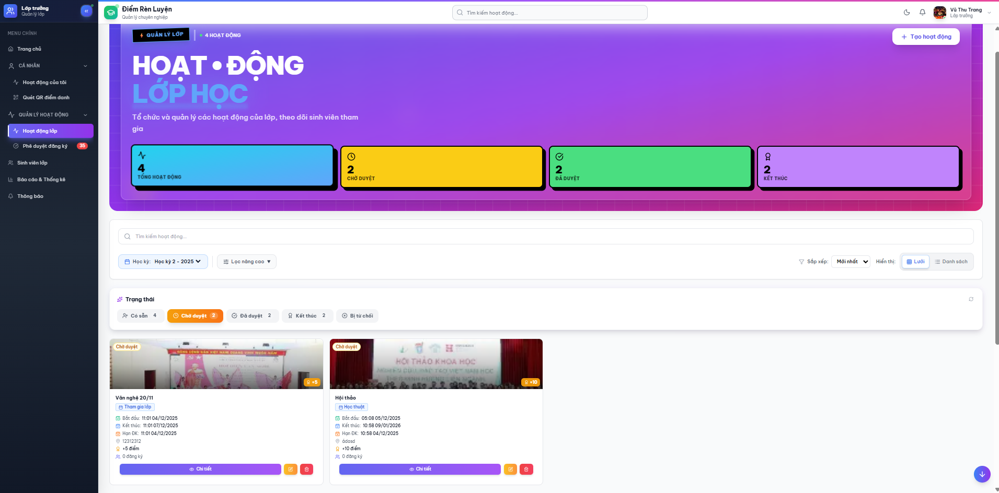 Lớp trưởng
Quản lý lớp
«
MENU CHÍNH
Trang chủ
CÁ NHÂN
Hoạt động của tôi
Quét QR điểm danh
QUẢN LÝ HOẠT ĐỘNG
Hoạt động lớp
Phê duyệt đăng ký 35
Sinh viên lớp
Báo cáo & Thống kê
Thông báo
Điểm Rèn Luyện
Quản lý chuyên nghiệp
Tìm kiếm hoạt động...
Vũ Thu Trang
Lớp trưởng
QUẢN LÝ LỚP
4 HOẠT ĐỘNG
+ Tạo hoạt động
HOẠT • ĐỘNG
LỚP HỌC
Tổ chức và quản lý các hoạt động của lớp, theo dõi sinh viên tham
gia
4
TỔNG HOẠT ĐỘNG
2
CHỜ DUYỆT
2
ĐÃ DUYỆT
2
KẾT THÚC
Tìm kiếm hoạt động...
Học kỳ: Học kỳ 2 - 2025
Lọc nâng cao ▼
Sắp xếp: Mới nhất
Hiển thị: Lưới Danh sách
Trạng thái
Có sẵn 4
Chờ duyệt 2
Đã duyệt 2
Kết thúc 2
Bị từ chối
Chờ duyệt
ĐẢNG CỘNG SẢN VIỆT NAM QUANG VINH MUÔN NĂM
+5
Văn nghệ 20/11
Tham gia lớp
Bắt đầu: 11:01 04/12/2025
Kết thúc: 11:01 07/12/2025
Hạn ĐK: 11:01 04/12/2025
12312312
+5 điểm
0 đăng ký
Chi tiết
Chờ duyệt
HỘI THẢO KHOA HỌC
+10
Hội thảo
Học thuật
Bắt đầu: 05:08 05/12/2025
Kết thúc: 10:58 09/01/2026
Hạn ĐK: 10:58 04/12/2025
ádasd
+10 điểm
0 đăng ký
Chi tiết